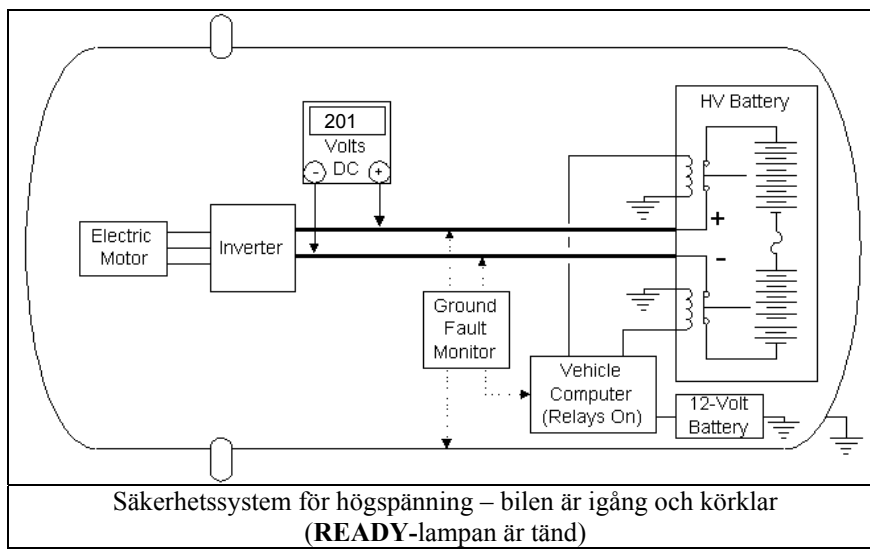 HV Battery
201
Volts
DC
-
+
Electric
Motor
Inverter
+
-
Ground
Fault
Monitor
Vehicle
Computer
(Relays On)
12-Volt
Battery
Säkerhetssystem för högspänning – bilen är igång och körklar
(READY-lampan är tänd)